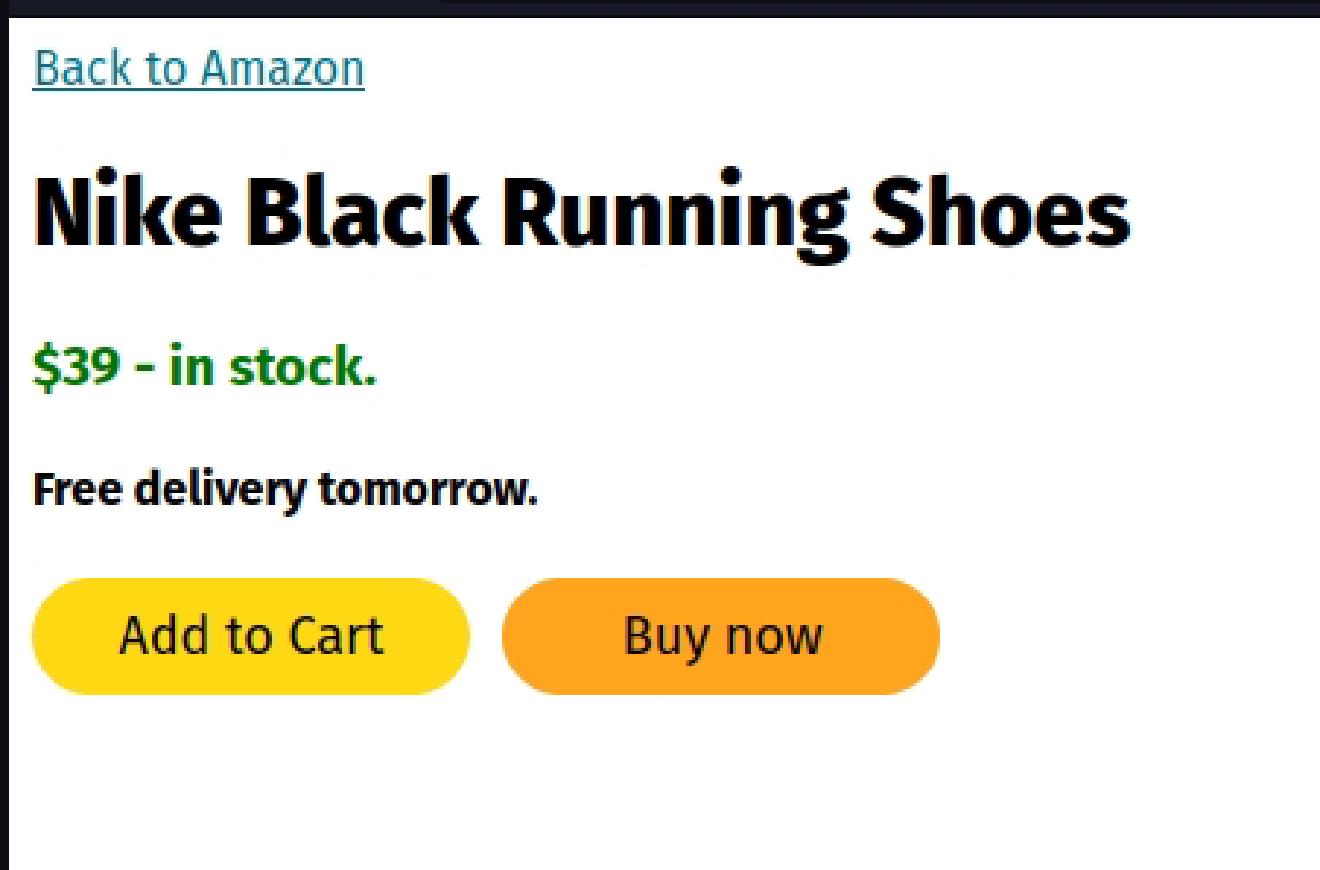 Back to Amazon
Nike Black Running Shoes
$39 - in stock.
Free delivery tomorrow.
Add to Cart
Buy now